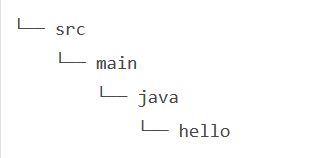 └── src
    └── main
        └── java
            └── hello